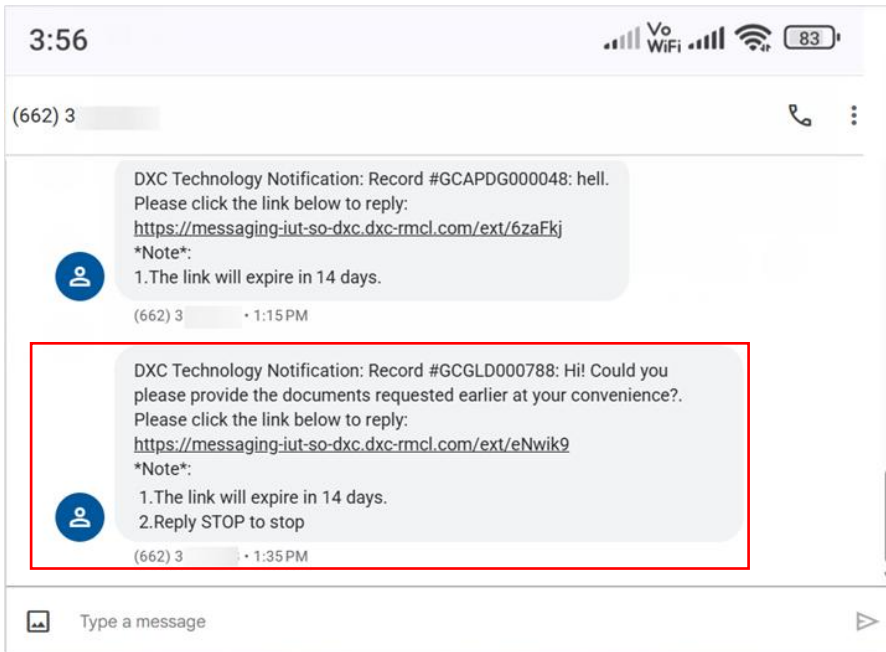 3:56
Vo
WiFi
83
(662) 3
DXC Technology Notification: Record #GCAPDG000048: hell.
Please click the link below to reply:
https://messaging-iut-so-dxc.dxc-rmcl.com/ext/6zaFkj
*Note*:
1.The link will expire in 14 days.
(662) 3 • 1:15 PM
DXC Technology Notification: Record #GCGLD000788: Hi! Could you
please provide the documents requested earlier at your convenience?.
Please click the link below to reply:
https://messaging-iut-so-dxc.dxc-rmcl.com/ext/eNwik9
*Note*:
1.The link will expire in 14 days.
2.Reply STOP to stop
(662) 3 • 1:35 PM
Type a message